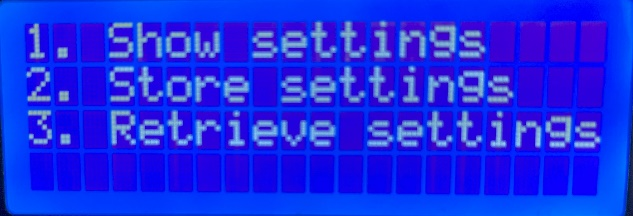 1. Show settings
2. Store settings
3. Retrieve settings